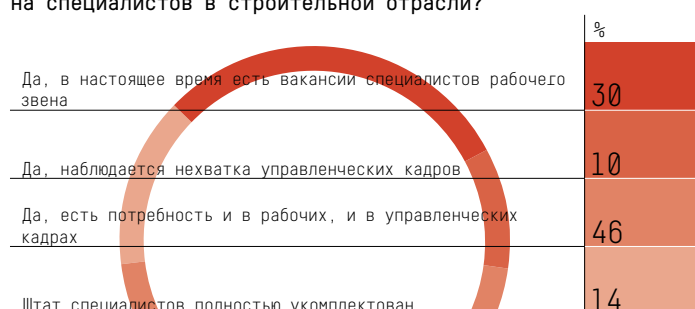 на специалистов в строительной отрасли?
%
Да, в настоящее время есть вакансии специалистов рабочего
звена
30
Да, наблюдается нехватка управленческих кадров
10
Да, есть потребность и в рабочих, и в управленческих
кадрах
46
Штат специалистов полностью укомплектован
14